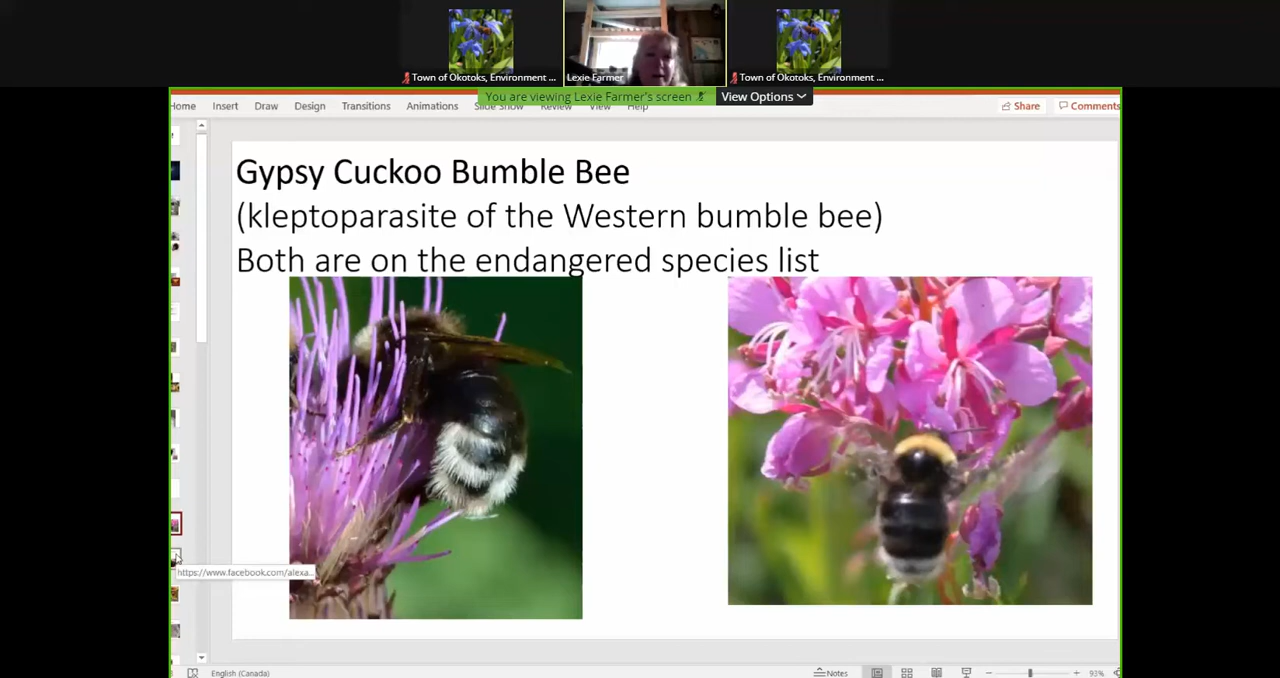 Town of Okotoks, Environment ...
Lexie Farmer
Town of Okotoks, Environment ...
You are viewing Lexie Farmer's screen
View Options
Home Insert Draw Design Transitions Animations Slide Show Review View Help
Share
Comments
Gypsy Cuckoo Bumble Bee
(kleptoparasite of the Western bumble bee)
Both are on the endangered species list
https://www.facebook.com/alexa...
English (Canada)
Notes
93%